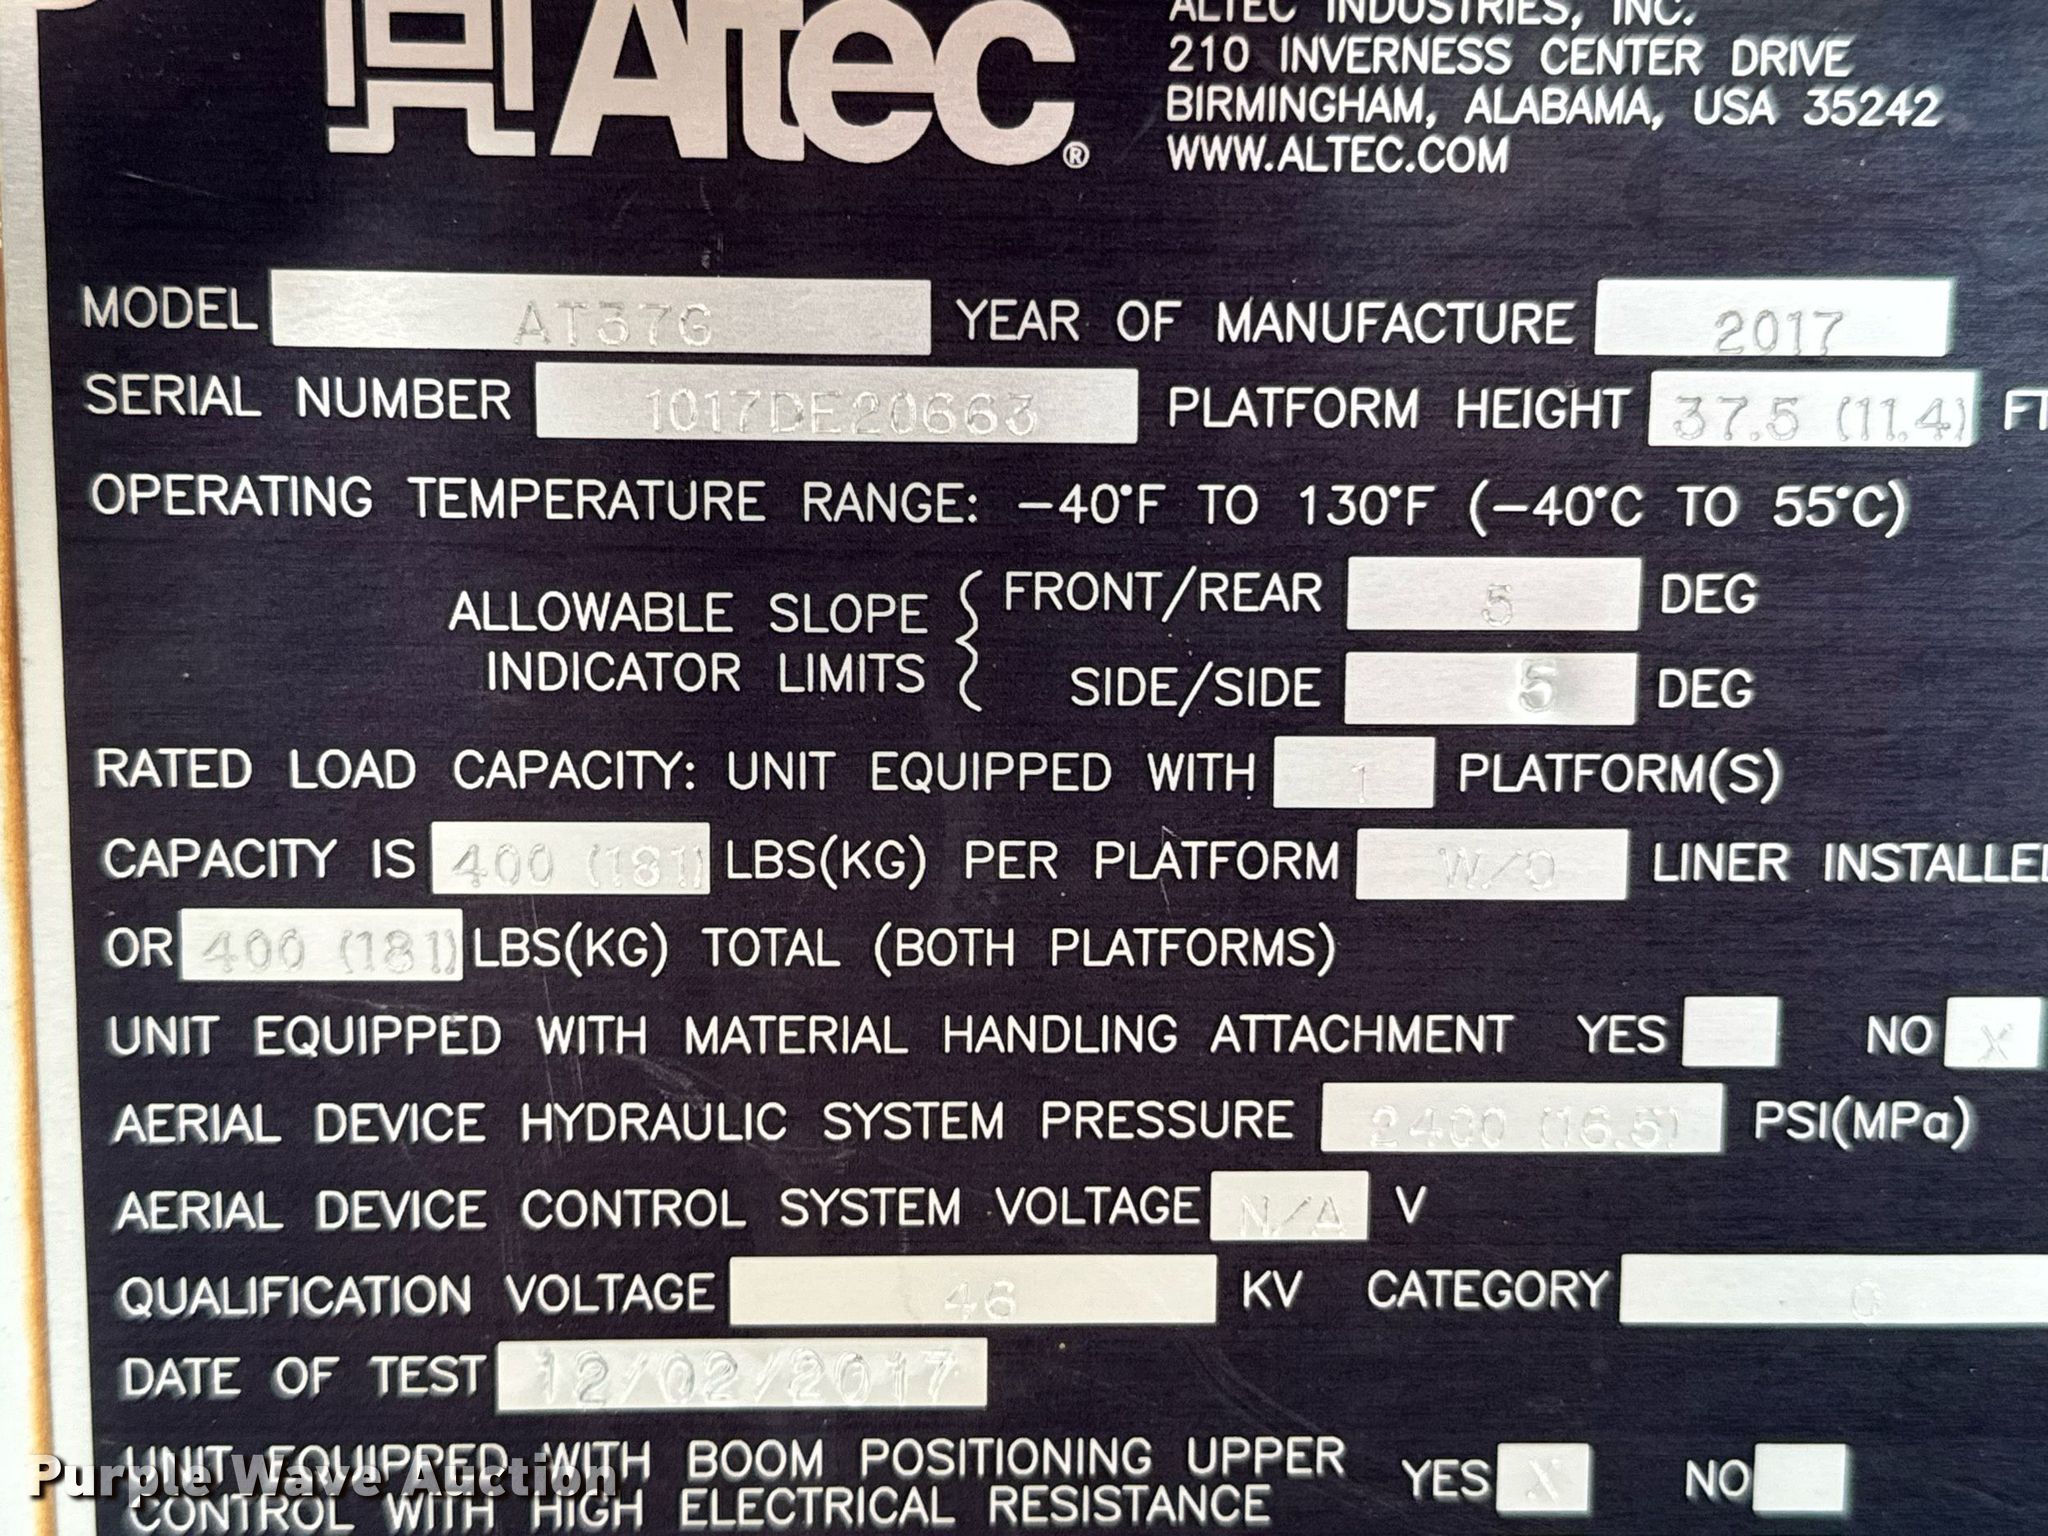 Altec®
ALTEC INDUSTRIES, INC.
210 INVERNESS CENTER DRIVE
BIRMINGHAM, ALABAMA, USA 35242
WWW.ALTEC.COM
MODEL AT37G YEAR OF MANUFACTURE 2017
SERIAL NUMBER 1017DE20663 PLATFORM HEIGHT 37.5 (11.4) FT
OPERATING TEMPERATURE RANGE: -40°F TO 130°F (-40°C TO 55°C)
ALLOWABLE SLOPE INDICATOR LIMITS
FRONT/REAR 5 DEG
SIDE/SIDE 5 DEG
RATED LOAD CAPACITY: UNIT EQUIPPED WITH 1 PLATFORM(S)
CAPACITY IS 400 (181) LBS(KG) PER PLATFORM W/O LINER INSTALLED
OR 400 (181) LBS(KG) TOTAL (BOTH PLATFORMS)
UNIT EQUIPPED WITH MATERIAL HANDLING ATTACHMENT YES NO X
AERIAL DEVICE HYDRAULIC SYSTEM PRESSURE 2400 (16.5) PSI(MPa)
AERIAL DEVICE CONTROL SYSTEM VOLTAGE N/A V
QUALIFICATION VOLTAGE 46 KV CATEGORY C
DATE OF TEST 12/02/2017
UNIT EQUIPPED WITH BOOM POSITIONING UPPER
CONTROL WITH HIGH ELECTRICAL RESISTANCE YES X NO
Purple Wave Auction